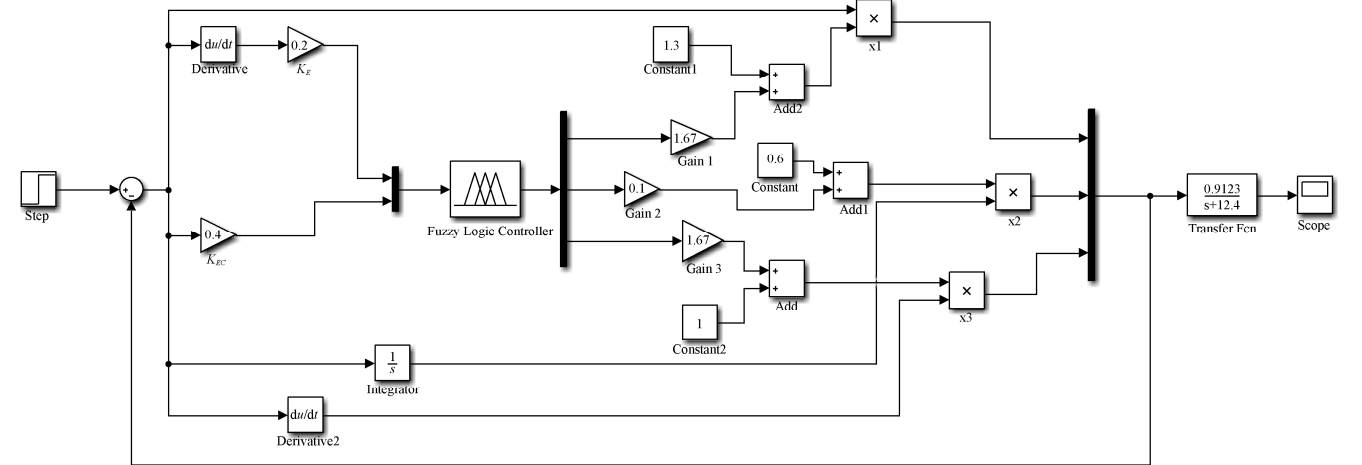 ×
x1
du/dt
Derivative
0.2
K_E
1.3
Constant1
+
+
Add2
1.67
Gain 1
Step
+
−
Fuzzy Logic Controller
0.1
Gain 2
0.6
Constant
+
+
Add1
×
x2
0.9123
s+12.4
Transfer Fcn
Scope
0.4
K_EC
1.67
Gain 3
+
+
Add
×
x3
1
Constant2
1
s
Integrator
du/dt
Derivative2